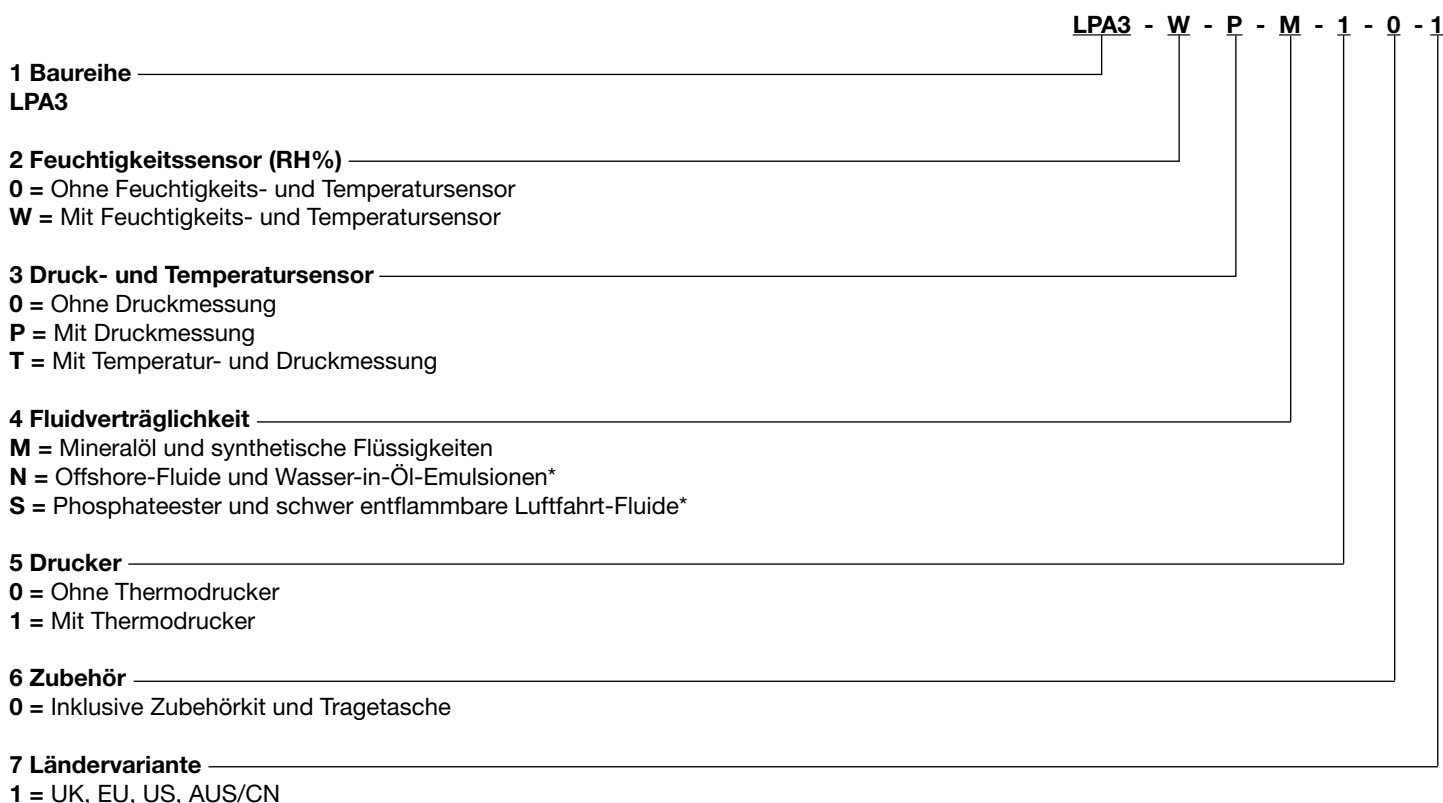 LPA3 - W - P - M - 1 - 0 - 1
1 Baureihe
LPA3
2 Feuchtigkeitssensor (RH%)
0 = Ohne Feuchtigkeits- und Temperatursensor
W = Mit Feuchtigkeits- und Temperatursensor
3 Druck- und Temperatursensor
0 = Ohne Druckmessung
P = Mit Druckmessung
T = Mit Temperatur- und Druckmessung
4 Fluidverträglichkeit
M = Mineralöl und synthetische Flüssigkeiten
N = Offshore-Fluide und Wasser-in-Öl-Emulsionen*
S = Phosphateester und schwer entflammbare Luftfahrt-Fluide*
5 Drucker
0 = Ohne Thermodrucker
1 = Mit Thermodrucker
6 Zubehör
0 = Inklusive Zubehörkit und Tragetasche
7 Ländervariante
1 = UK, EU, US, AUS/CN